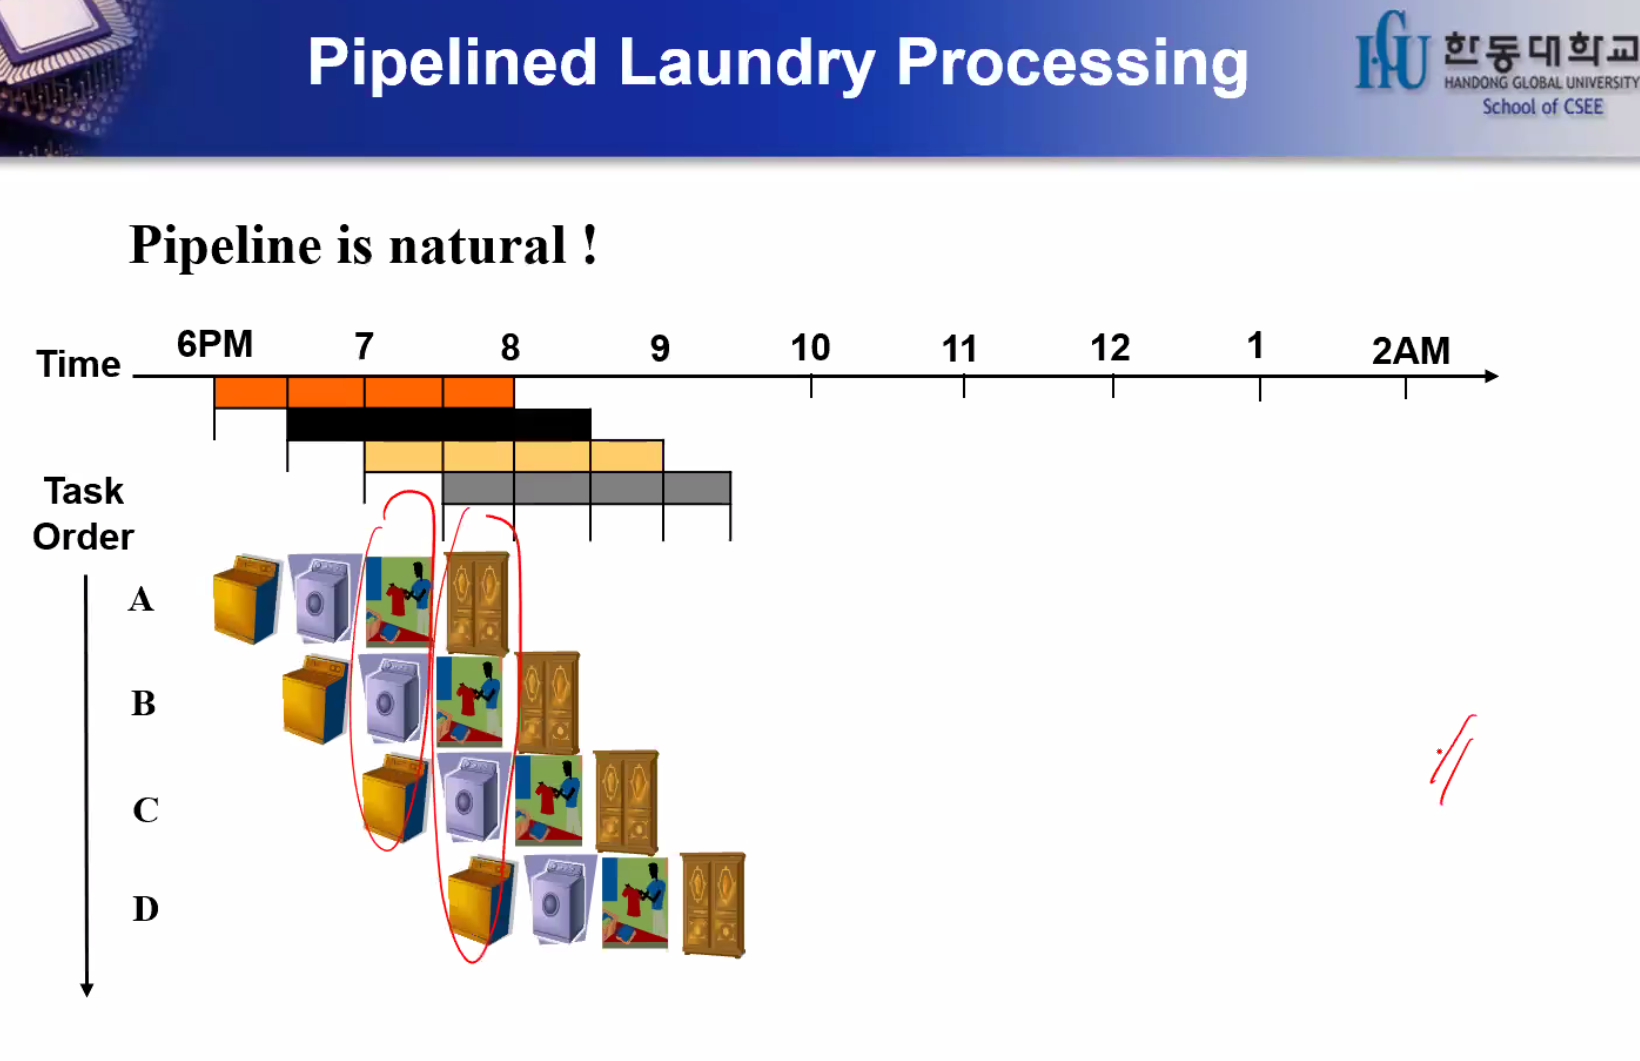 Pipelined Laundry Processing
한동대학교
HANDONG GLOBAL UNIVERSITY
School of CSEE
Pipeline is natural !
Time 6PM 7 8 9 10 11 12 1 2AM
Task
Order
A
B
C
D